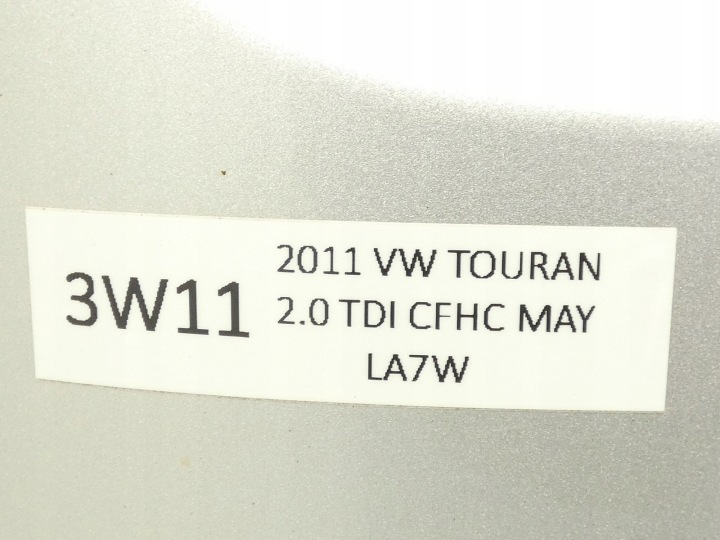 3W11
2011 VW TOURAN
2.0 TDI CFHC MAY
LA7W